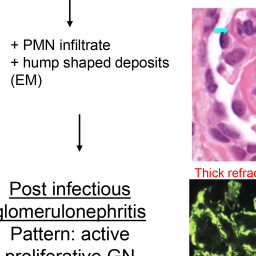 + PMN infiltrate
+ hump shaped deposits
(EM)
Post infectious
glomerulonephritis
Pattern: active
proliferative GN
Thick refrac